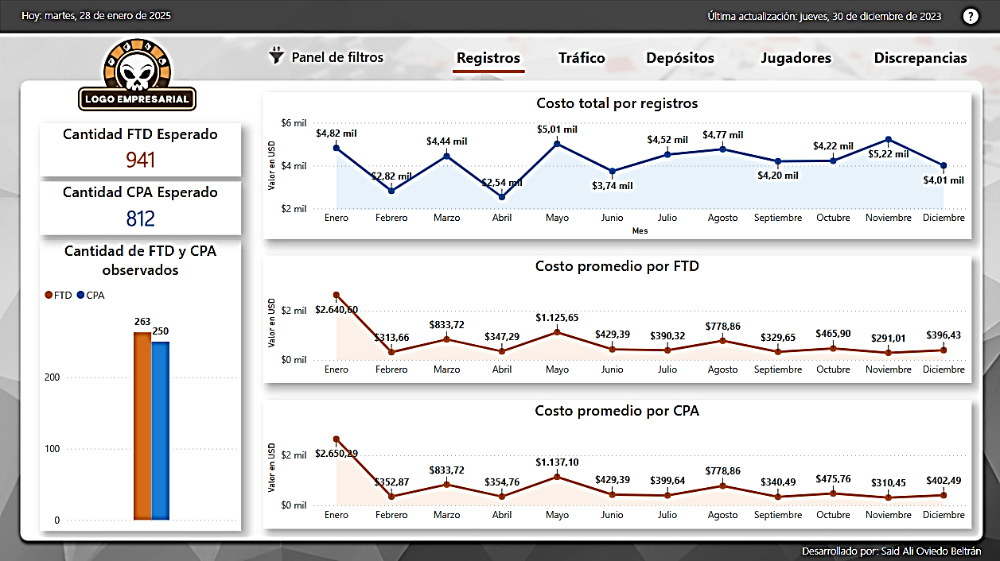 Hoy: martes, 28 de enero de 2025
Última actualización: jueves, 30 de diciembre de 2023
?
LOGO EMPRESARIAL
Panel de filtros
Registros
Tráfico
Depósitos
Jugadores
Discrepancias
Cantidad FTD Esperado
941
Cantidad CPA Esperado
812
Cantidad de FTD y CPA
observados
FTD CPA
263
250
200
100
0
Costo total por registros
Valor en USD
$6 mil
$4 mil
$2 mil
$4,82 mil
$2,82 mil
$4,44 mil
$2,54 mil
$5,01 mil
$3,74 mil
$4,52 mil
$4,77 mil
$4,20 mil
$4,22 mil
$5,22 mil
$4,01 mil
Enero Febrero Marzo Abril Mayo Junio Julio Agosto Septiembre Octubre Noviembre Diciembre
Mes
Costo promedio por FTD
Valor en USD
$2 mil
$0 mil
$2.640,60
$313,66
$833,72
$347,29
$1.125,65
$429,39
$390,32
$778,86
$329,65
$465,90
$291,01
$396,43
Enero Febrero Marzo Abril Mayo Junio Julio Agosto Septiembre Octubre Noviembre Diciembre
Costo promedio por CPA
Valor en USD
$2 mil
$0 mil
$2.650,29
$352,87
$833,72
$354,76
$1.137,10
$429,39
$399,64
$778,86
$340,49
$475,76
$310,45
$402,49
Enero Febrero Marzo Abril Mayo Junio Julio Agosto Septiembre Octubre Noviembre Diciembre
Desarrollado por: Said Ali Oviedo Beltrán